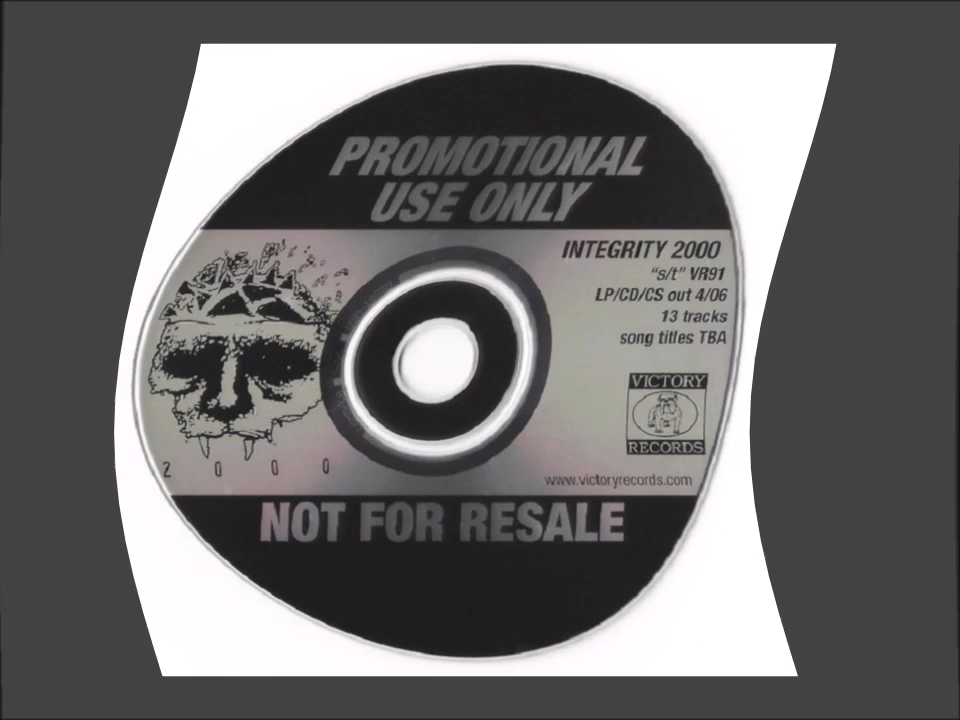 PROMOTIONAL
USE ONLY
INTEGRITY 2000
"s/t" VR91
LP/CD/CS out 4/06
13 tracks
song titles TBA
VICTORY
RECORDS
2 0 0 0
www.victoryrecords.com
NOT FOR RESALE